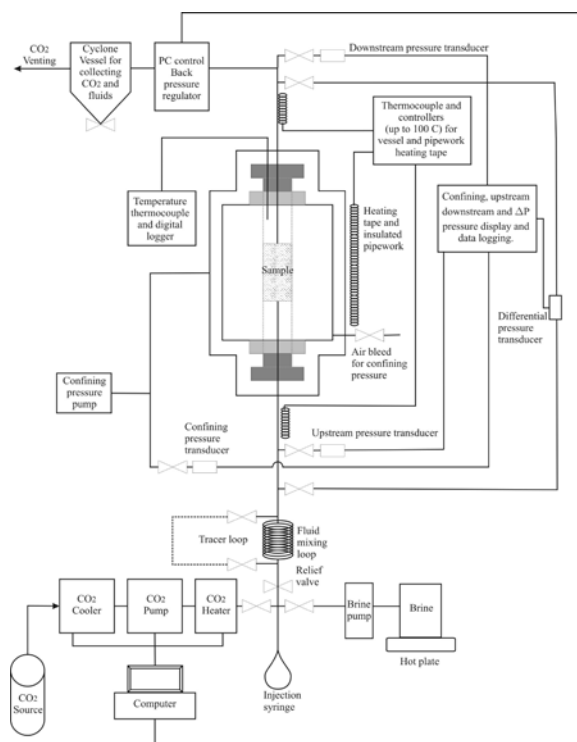 CO2
Venting
Cyclone
Vessel for
collecting
CO2 and
fluids
PC control
Back
pressure
regulator
Downstream pressure transducer
Thermocouple and
controllers
(up to 100 C) for
vessel and pipework
heating tape
Temperature
thermocouple
and digital
logger
Heating
tape and
insulated
pipework
Confining, upstream
downstream and ΔP
pressure display and
data logging.
Sample
Differential
pressure
transducer
Air bleed
for confining
pressure
Confining
pressure
pump
Confining
pressure
transducer
Upstream pressure transducer
Tracer loop
Fluid
mixing
loop
Relief
valve
CO2
Cooler
CO2
Pump
CO2
Heater
Brine
pump
Brine
Hot plate
CO2
Source
Computer
Injection
syringe